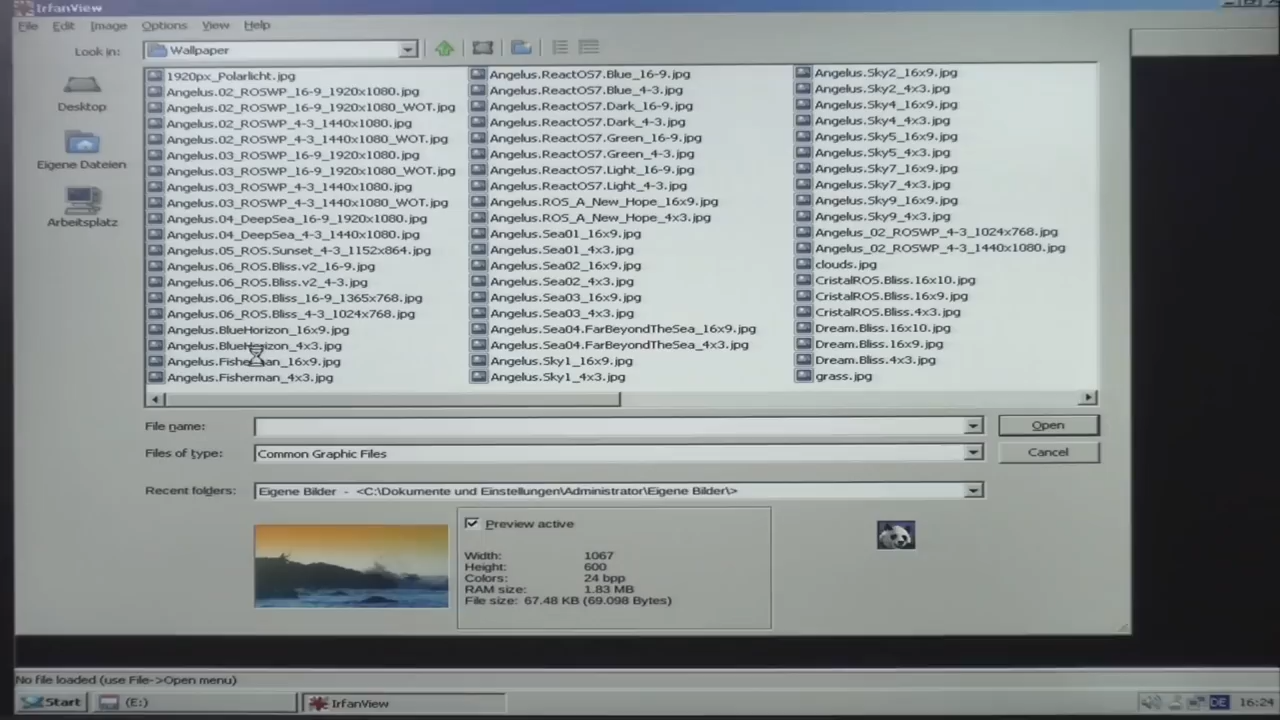 IrfanView
File Edit Image Options View Help
Look in: Wallpaper
Desktop
Eigene Dateien
Arbeitsplatz
1920px_Polarlicht.jpg
Angelus.02_ROSWP_16-9_1920x1080.jpg
Angelus.02_ROSWP_16-9_1920x1080_WOT.jpg
Angelus.02_ROSWP_4-3_1440x1080.jpg
Angelus.02_ROSWP_4-3_1440x1080_WOT.jpg
Angelus.03_ROSWP_16-9_1920x1080.jpg
Angelus.03_ROSWP_16-9_1920x1080_WOT.jpg
Angelus.03_ROSWP_4-3_1440x1080.jpg
Angelus.03_ROSWP_4-3_1440x1080_WOT.jpg
Angelus.04_DeepSea_16-9_1920x1080.jpg
Angelus.04_DeepSea_4-3_1440x1080.jpg
Angelus.05_ROS.Sunset_4-3_1152x864.jpg
Angelus.06_ROS.Bliss.v2_16-9.jpg
Angelus.06_ROS.Bliss.v2_4-3.jpg
Angelus.06_ROS.Bliss_16-9_1365x768.jpg
Angelus.06_ROS.Bliss_4-3_1024x768.jpg
Angelus.BlueHorizon_16x9.jpg
Angelus.BlueHorizon_4x3.jpg
Angelus.Fisherman_16x9.jpg
Angelus.Fisherman_4x3.jpg
Angelus.ReactOS7.Blue_16-9.jpg
Angelus.ReactOS7.Blue_4-3.jpg
Angelus.ReactOS7.Dark_16-9.jpg
Angelus.ReactOS7.Dark_4-3.jpg
Angelus.ReactOS7.Green_16-9.jpg
Angelus.ReactOS7.Green_4-3.jpg
Angelus.ReactOS7.Light_16-9.jpg
Angelus.ReactOS7.Light_4-3.jpg
Angelus.ROS_A_New_Hope_16x9.jpg
Angelus.ROS_A_New_Hope_4x3.jpg
Angelus.Sea01_16x9.jpg
Angelus.Sea01_4x3.jpg
Angelus.Sea02_16x9.jpg
Angelus.Sea02_4x3.jpg
Angelus.Sea03_16x9.jpg
Angelus.Sea03_4x3.jpg
Angelus.Sea04.FarBeyondTheSea_16x9.jpg
Angelus.Sea04.FarBeyondTheSea_4x3.jpg
Angelus.Sky1_16x9.jpg
Angelus.Sky1_4x3.jpg
Angelus.Sky2_16x9.jpg
Angelus.Sky2_4x3.jpg
Angelus.Sky4_16x9.jpg
Angelus.Sky4_4x3.jpg
Angelus.Sky5_16x9.jpg
Angelus.Sky5_4x3.jpg
Angelus.Sky7_16x9.jpg
Angelus.Sky7_4x3.jpg
Angelus.Sky9_16x9.jpg
Angelus.Sky9_4x3.jpg
Angelus_02_ROSWP_4-3_1024x768.jpg
Angelus_02_ROSWP_4-3_1440x1080.jpg
clouds.jpg
CristalROS.Bliss.16x10.jpg
CristalROS.Bliss.16x9.jpg
CristalROS.Bliss.4x3.jpg
Dream.Bliss.16x10.jpg
Dream.Bliss.16x9.jpg
Dream.Bliss.4x3.jpg
grass.jpg
File name: Open
Files of type: Common Graphic Files Cancel
Recent folders: Eigene Bilder - <C:\Dokumente und Einstellungen\Administrator\Eigene Bilder\>
Preview active
Width: 1067
Height: 600
Colors: 24 bpp
RAM size: 1.83 MB
File size: 67.48 KB (69.098 Bytes)
No file loaded (use File->Open menu)
Start (E:) IrfanView DE 16:24